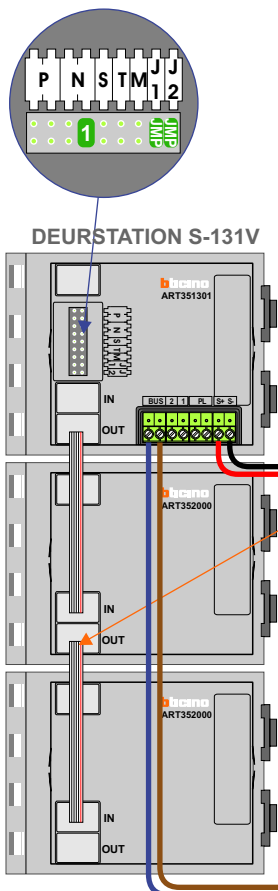 P N S T M J1 J2
1 JMP JMP
DEURSTATION S-131V
bticino
ART351301
P N S T M J1 J2
IN
OUT
BUS 2 1 PL S+ S-
bticino
ART352000
IN
OUT
bticino
ART352000
IN
OUT